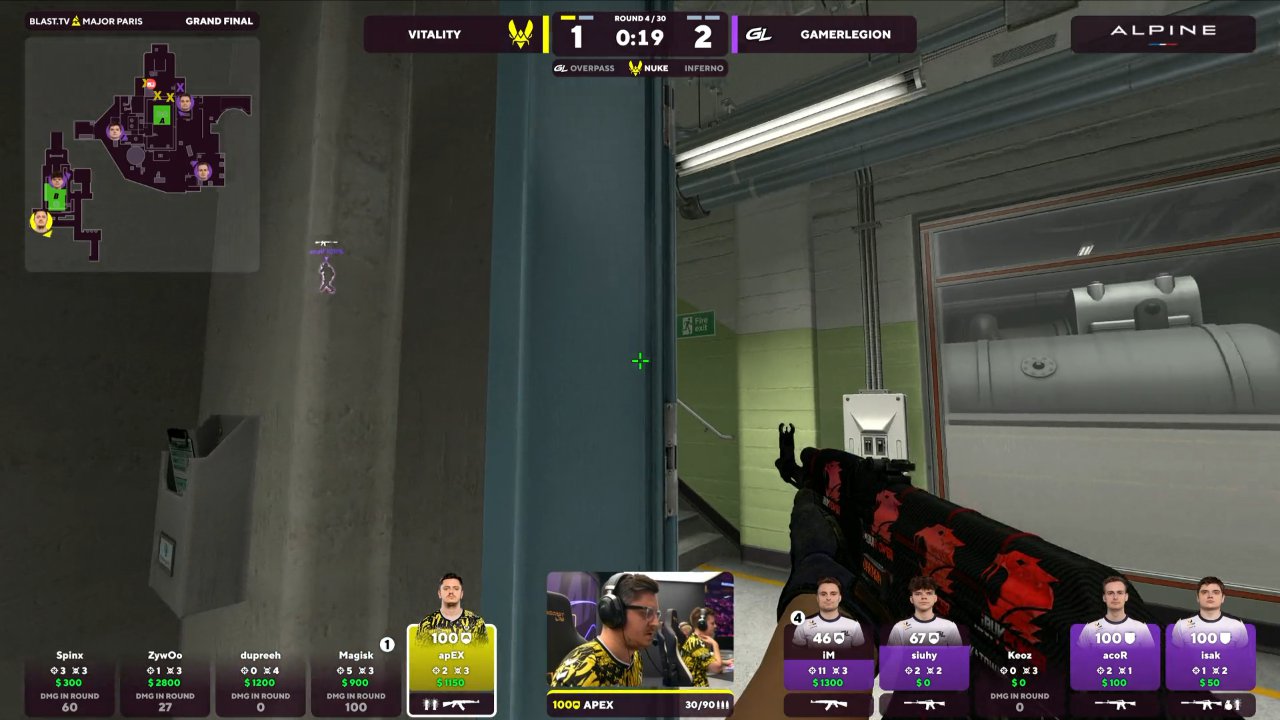 BLAST.TV MAJOR PARIS GRAND FINAL
VITALITY 1 ROUND 4 / 30 0:19 2 GL GAMERLEGION
GL OVERPASS NUKE INFERNO
ALPINE
A
B
Fire
exit
1
4
100 46 67 100 100
Spinx ZywOo dupreeh Magisk apEX iM siuhy Keoz acoR isak
3 3 1 3 0 4 5 3 2 3 11 3 2 2 0 3 2 1 1 2
$300 $2800 $1200 $900 $1150 $1300 $0 $0 $100 $50
DMG IN ROUND DMG IN ROUND DMG IN ROUND DMG IN ROUND DMG IN ROUND
60 27 0 100 0
100 APEX 30/90